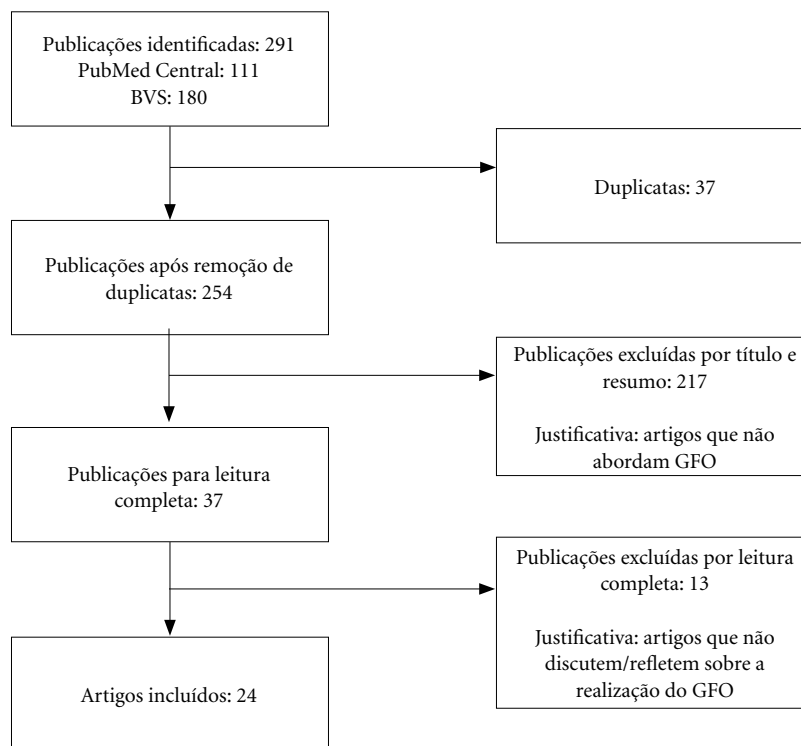 Publicações identificadas: 291
PubMed Central: 111
BVS: 180
Duplicatas: 37
Publicações após remoção de
duplicatas: 254
Publicações excluídas por título e
resumo: 217
Justificativa: artigos que não
abordam GFO
Publicações para leitura
completa: 37
Publicações excluídas por leitura
completa: 13
Justificativa: artigos que não
discutem/refletem sobre a
realização do GFO
Artigos incluídos: 24